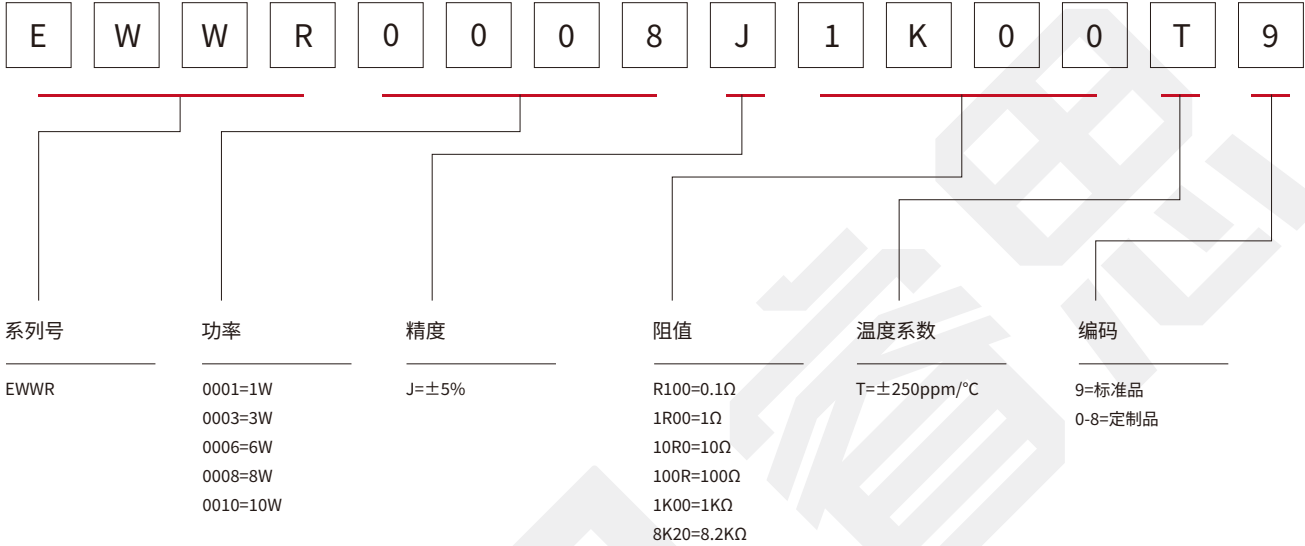 E W W R 0 0 0 8 J 1 K 0 0 T 9
系列号
EWWR
功率
0001=1W
0003=3W
0006=6W
0008=8W
0010=10W
精度
J=±5%
阻值
R100=0.1Ω
1R00=1Ω
10R0=10Ω
100R=100Ω
1K00=1KΩ
8K20=8.2KΩ
温度系数
T=±250ppm/°C
编码
9=标准品
0-8=定制品